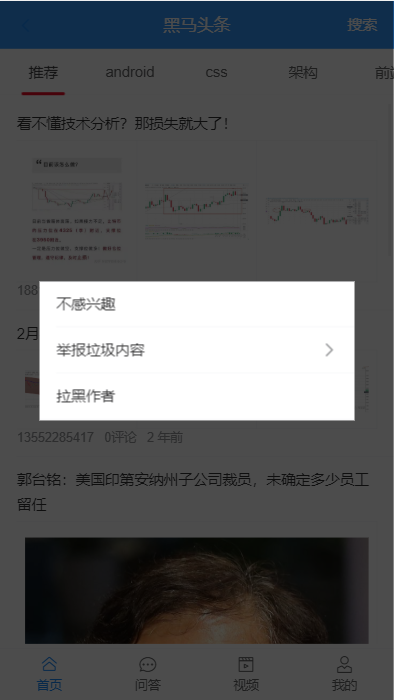 黑马头条
搜索
推荐
android
css
架构
看不懂技术分析？那损失就大了！
188
不感兴趣
2月
举报垃圾内容
拉黑作者
13552285417 0评论 2 年前
郭台铭：美国印第安纳州子公司裁员，未确定多少员工
留任
首页
问答
视频
我的